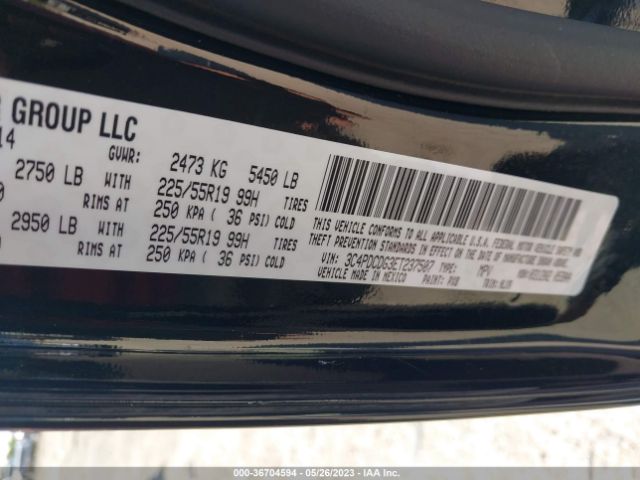 GROUP LLC
14
GVWR: 2473 KG 5450 LB
2750 LB WITH 225/55R19 99H TIRES
RIMS AT 250 KPA ( 36 PSI) COLD
2950 LB WITH 225/55R19 99H TIRES
RIMS AT 250 KPA ( 36 PSI) COLD
THIS VEHICLE CONFORMS TO ALL APPLICABLE U.S.A. FEDERAL MOTOR VEHICLE SAFETY AND
THEFT PREVENTION STANDARDS IN EFFECT ON THE DATE OF MANUFACTURE SHOWN ABOVE.
VIN: 3C4PDCDG3ET237507 TYPE: MPV
VEHICLE MADE IN MEXICO PAINT: TRIM:
000-36704594 - 05/26/2023 - IAA Inc.